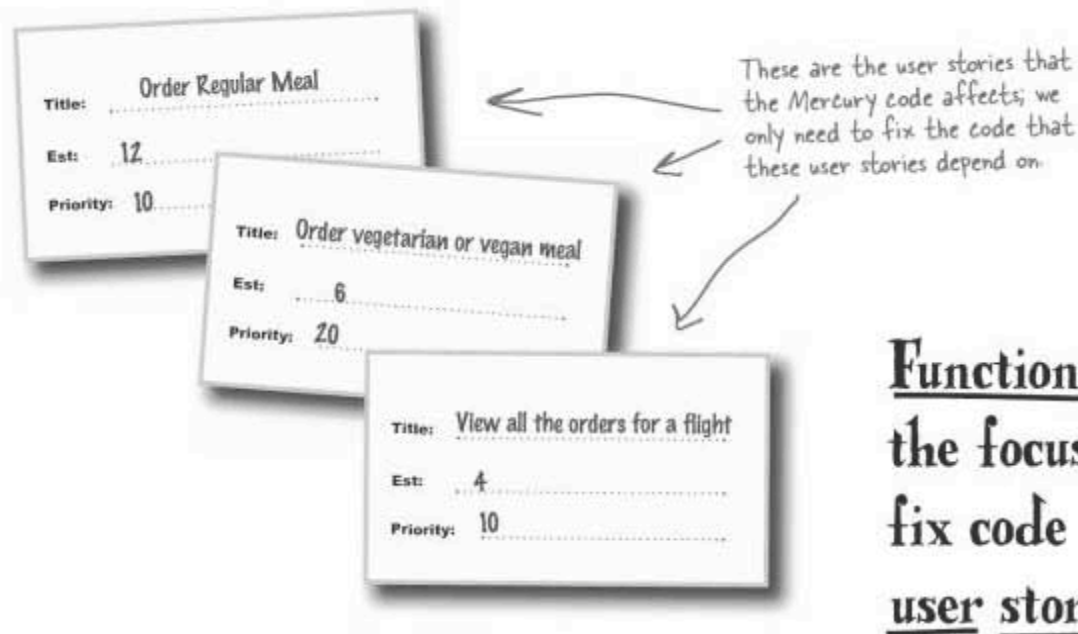 Order Regular Meal
Title:
Est: 12
Priority: 10
Title: Order vegetarian or vegan meal
Est: 6
Priority: 20
Title: View all the orders for a flight
Est: 4
Priority: 10
These are the user stories that
the Mercury code affects; we
only need to fix the code that
these user stories depend on.
Function
the focus
fix code
user stor